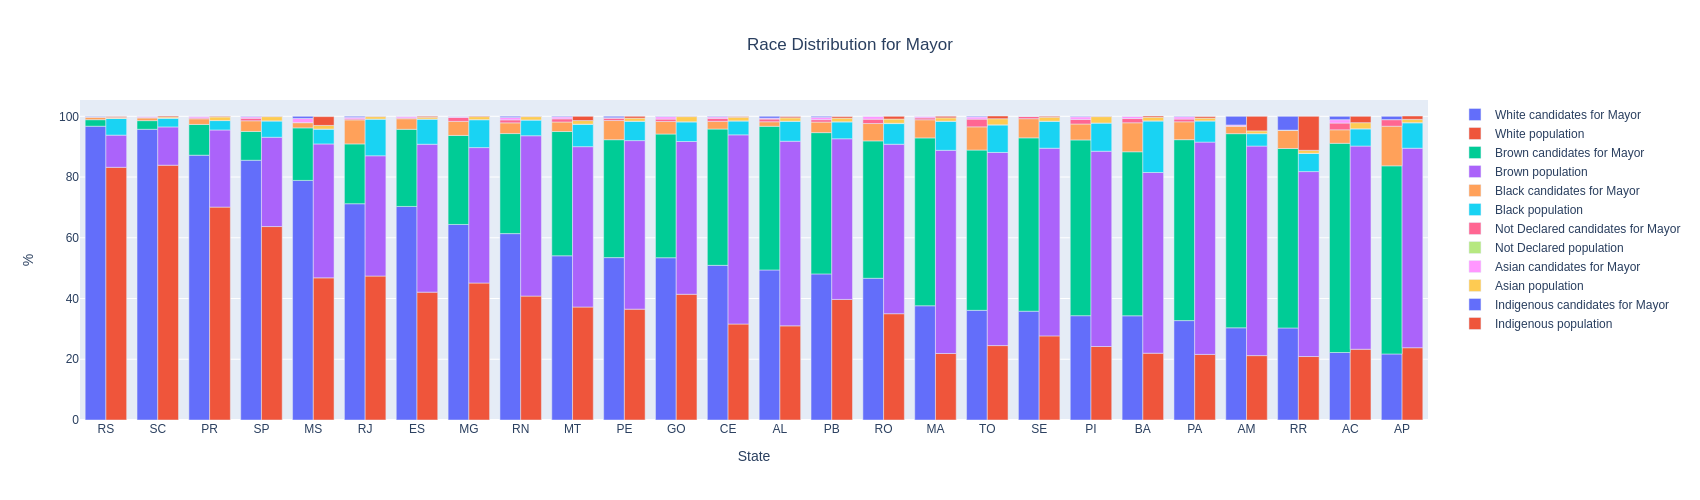 Race Distribution for Mayor
100
80
60
40
20
0
%
RS SC PR SP MS RJ ES MG RN MT PE GO CE AL PB RO MA TO SE PI BA PA AM RR AC AP
State
White candidates for Mayor
White population
Brown candidates for Mayor
Brown population
Black candidates for Mayor
Black population
Not Declared candidates for Mayor
Not Declared population
Asian candidates for Mayor
Asian population
Indigenous candidates for Mayor
Indigenous population